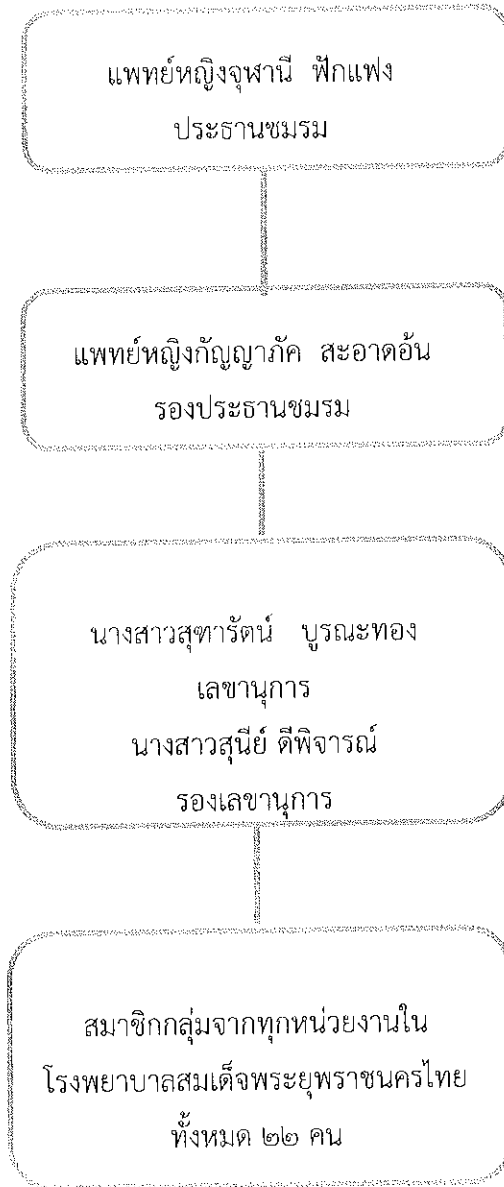 แพทย์หญิงจุฬานี  ฟักแฟง
ประธานชมรม
แพทย์หญิงกัญญาภัค  สะอาดอ้น
รองประธานชมรม
นางสาวสุฑารัตน์   บูรณะทอง
เลขานุการ
นางสาวสุนีย์ ดีพิจารณ์
รองเลขานุการ
สมาชิกกลุ่มจากทุกหน่วยงานใน
โรงพยาบาลสมเด็จพระยุพราชนครไทย
ทั้งหมด ๒๒ คน